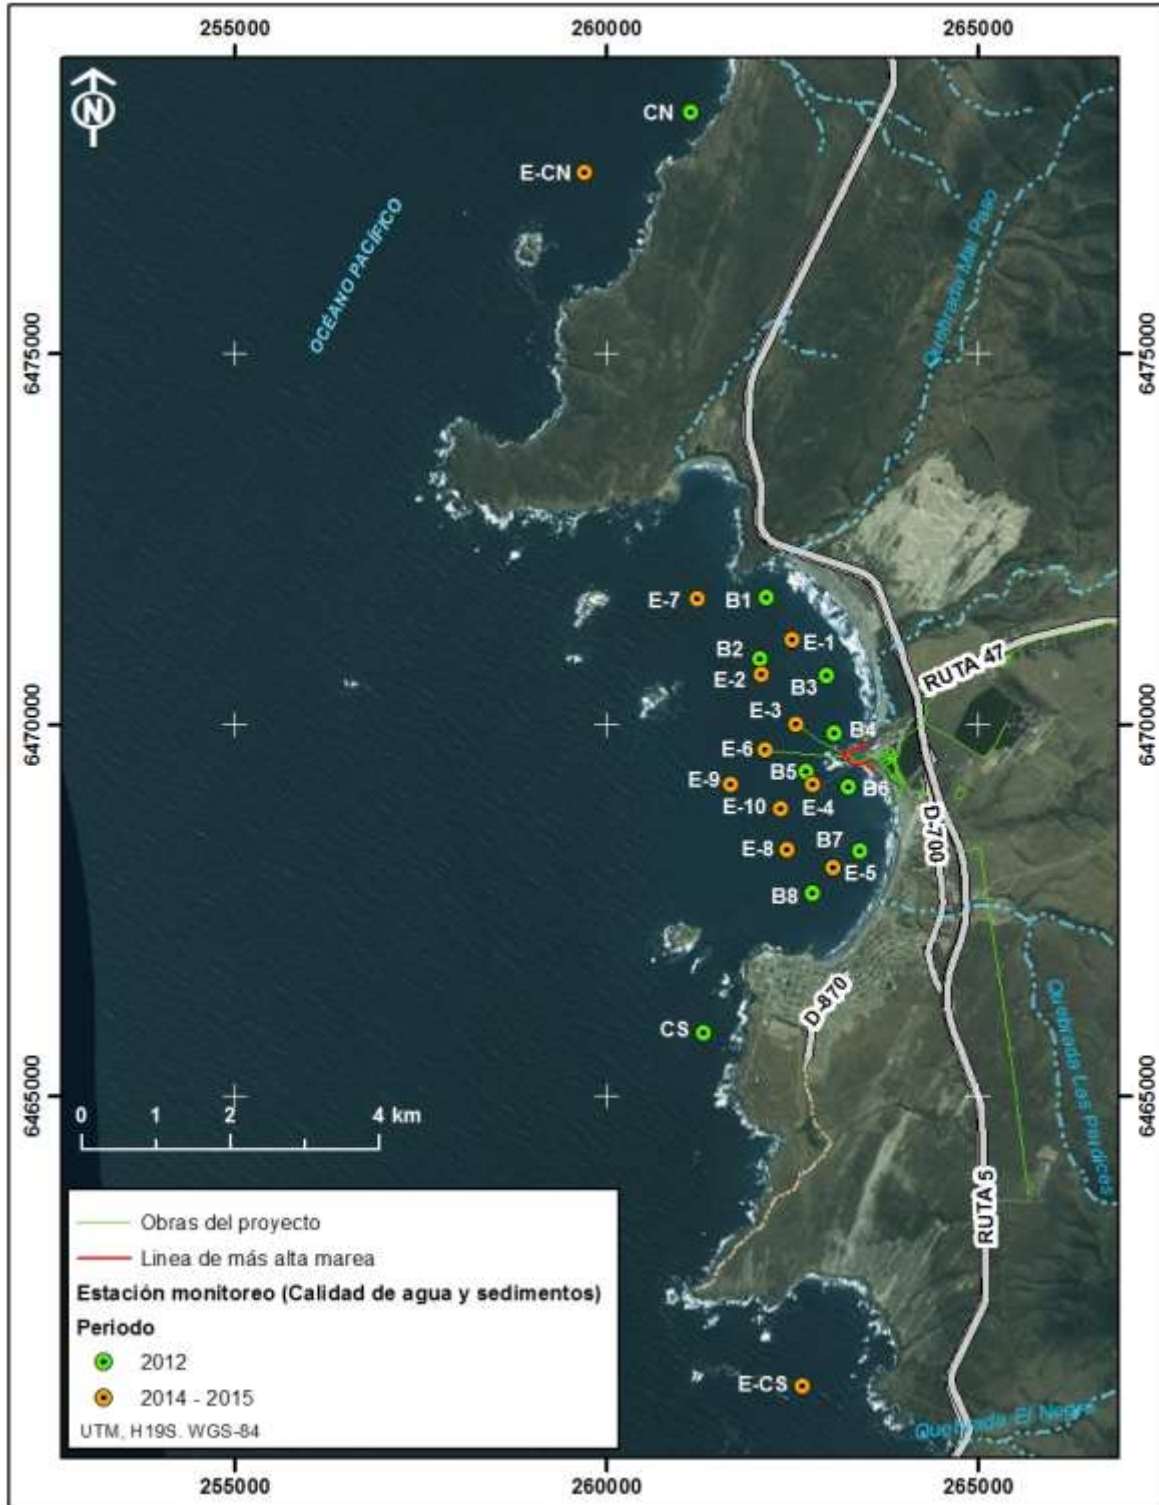 255000
260000
265000
N
CN
E-CN
OCÉANO PACÍFICO
Quebrada Mal Paso
6475000
6475000
E-7
B1
E-1
B2
E-2
B3
RUTA 47
E-3
6470000
6470000
B4
E-6
B5
E-9
B6
E-10
E-4
D-700
B7
E-8
E-5
B8
D-870
CS
Quebrada Las Perdices
6465000
6465000
0 1 2 4 km
RUTA 5
Obras del proyecto
Linea de más alta marea
Estación monitoreo (Calidad de agua y sedimentos)
Periodo
2012
2014 - 2015
UTM, H19S. WGS-84
E-CS
Quebrada El Negro
255000
260000
265000